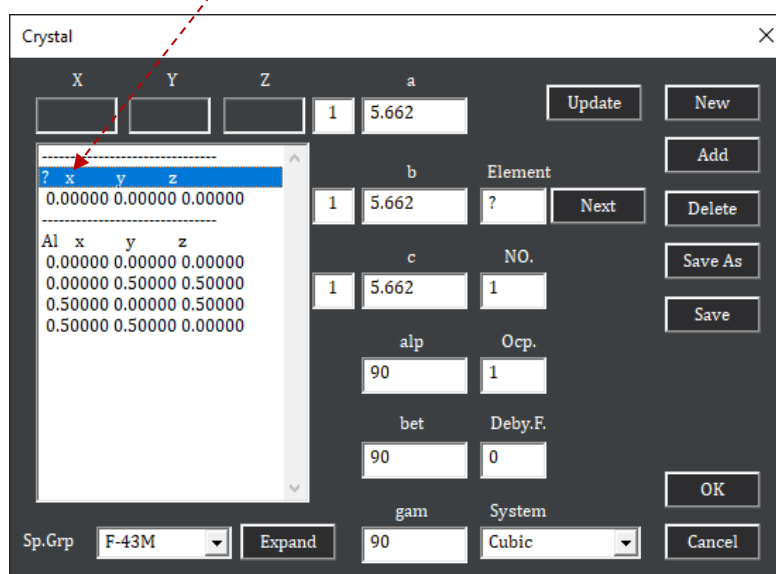 Crystal
X Y Z a
1 5.662 Update New
Add
--------------------------------
? x y z
0.00000 0.00000 0.00000
--------------------------------
Al x y z
0.00000 0.00000 0.00000
0.00000 0.50000 0.50000
0.50000 0.00000 0.50000
0.50000 0.50000 0.00000
b Element
1 5.662 ? Next Delete
c NO.
1 5.662 1 Save As
Save
alp Ocp.
90 1
bet Deby.F.
90 0
OK
gam System
Sp.Grp F-43M Expand 90 Cubic Cancel